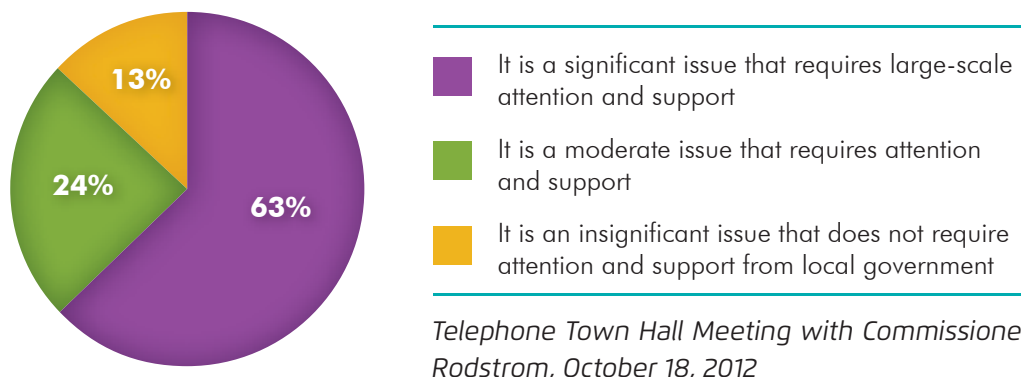 13%
24%
63%
It is a significant issue that requires large-scale
attention and support
It is a moderate issue that requires attention
and support
It is an insignificant issue that does not require
attention and support from local government
Telephone Town Hall Meeting with Commissione
Rodstrom, October 18, 2012